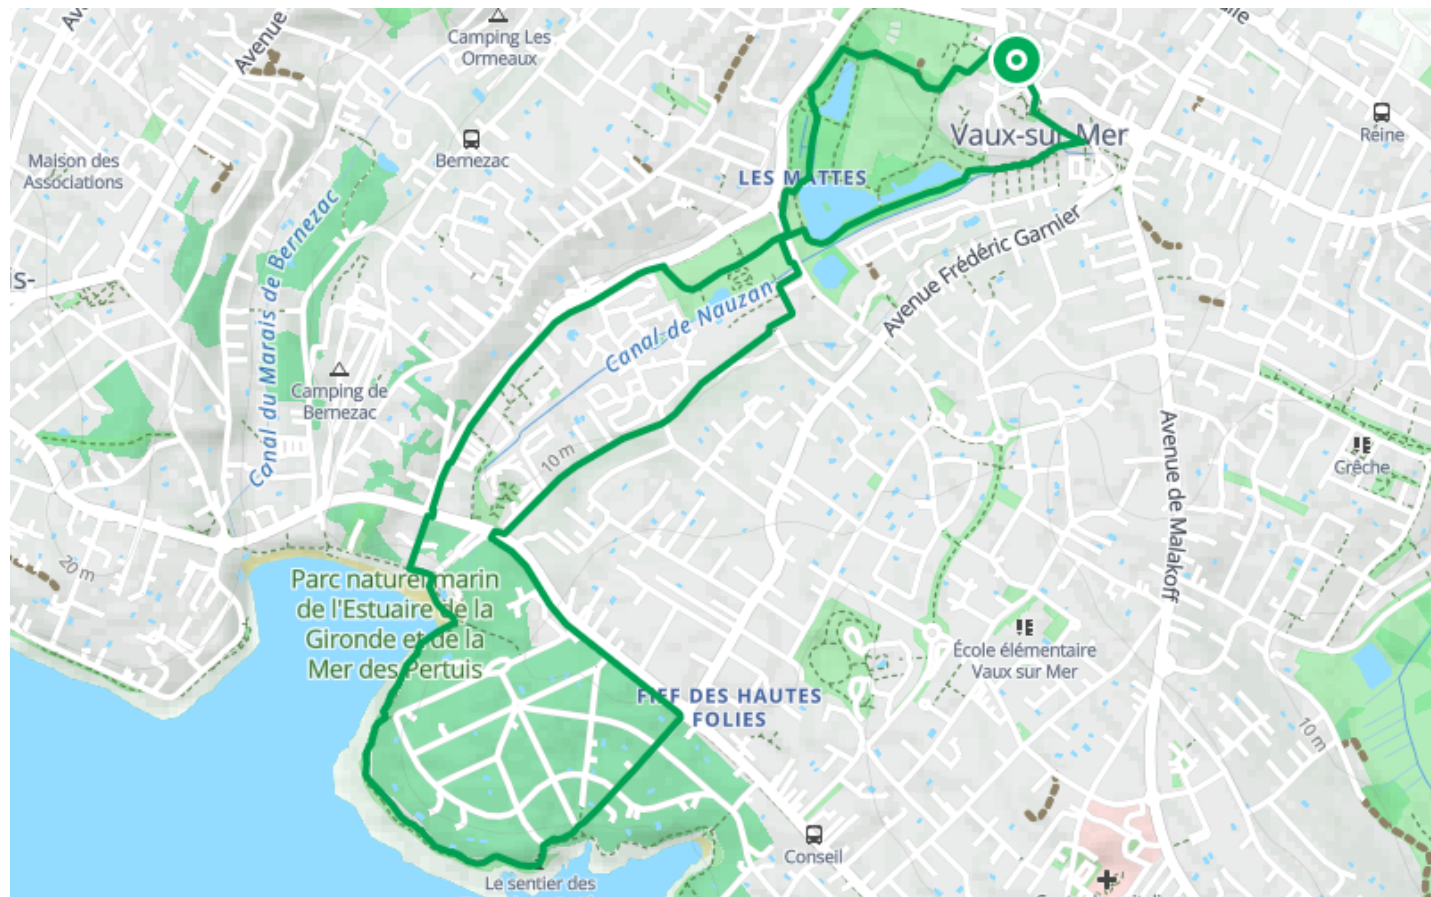 Av
Avenue
Camping Les
Ormeaux
Vaux-sur-Mer
Reine
Maison des
Associations
Bernezac
LES MATTES
Canal du Marais de Bernezac
Avenue Frédéric Garnier
is-
Canal de Nauzan
Camping de
Bernezac
10 m
Avenue de Malakoff
Crèche
20 m
Parc naturel marin
de l'Estuaire de la
Gironde et de la
Mer des Pertuis
École élémentaire
Vaux sur Mer
FIEF DES HAUTES
FOLIES
10 m
Conseil
Le sentier des